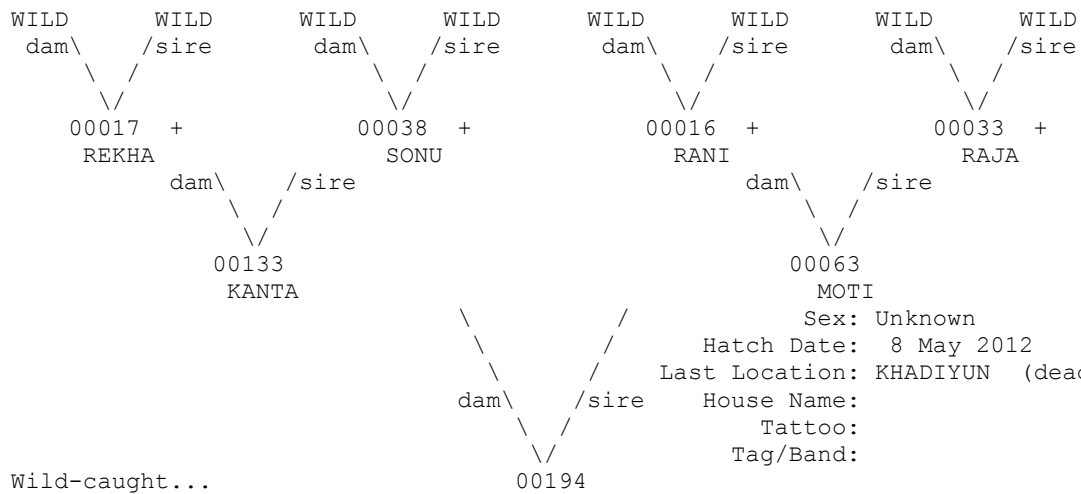 WILD WILD WILD WILD WILD WILD WILD WILD
dam\ /sire dam\ /sire dam\ /sire dam\ /sire
\ / \ / \ / \ /
\/ \/ \/ \/
00017 + 00038 + 00016 + 00033 +
REKHA SONU RANI RAJA
dam\ /sire dam\ /sire
\ / \ /
\/ \/
00133 00063
KANTA MOTI
\ / Sex: Unknown
\ / Hatch Date: 8 May 2012
\ / Last Location: KHADIYUN (dead
dam\ /sire House Name:
\ / Tattoo:
\/ Tag/Band:
Wild-caught... 00194